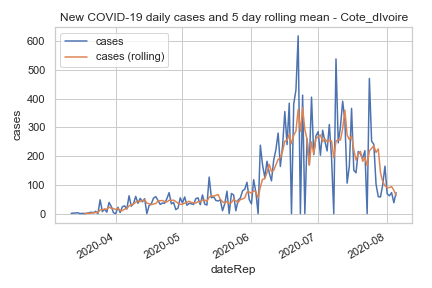 New COVID-19 daily cases and 5 day rolling mean - Cote_dIvoire
cases
cases (rolling)
600
500
400
300
200
100
0
cases
2020-04
2020-05
2020-06
2020-07
2020-08
dateRep